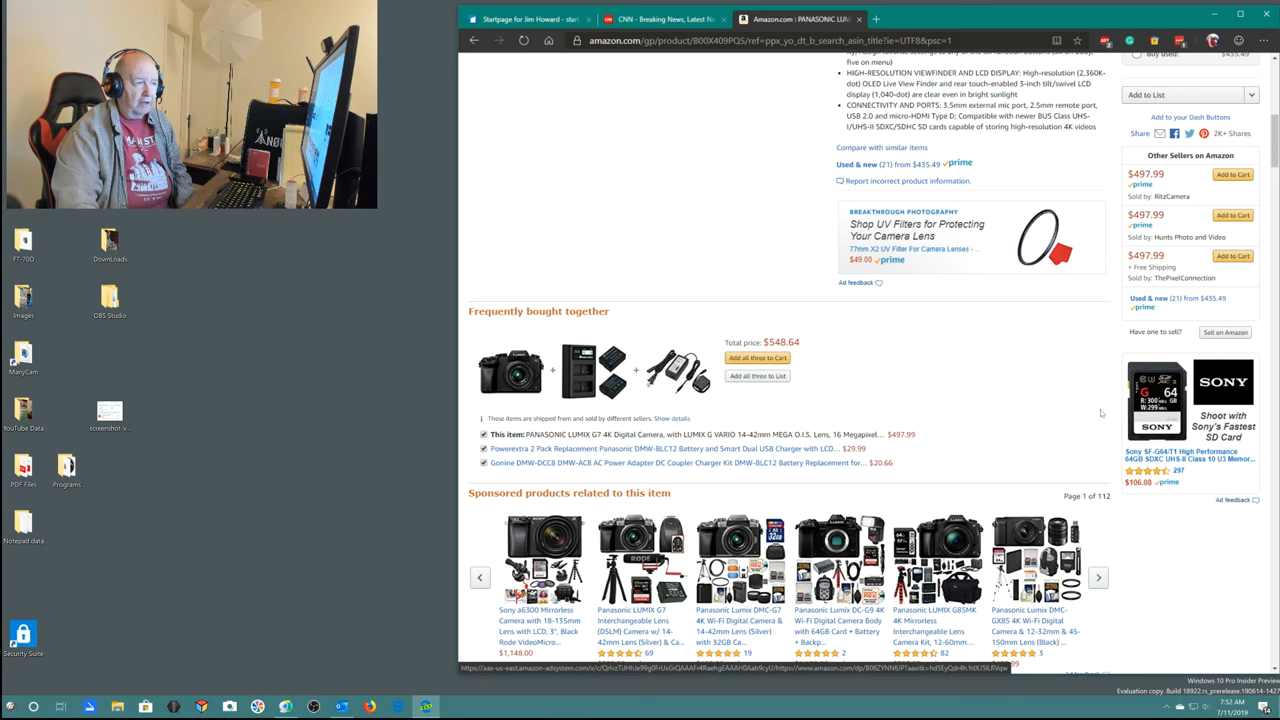 Startpage for Jim Howard - start
CNN - Breaking News, Latest Ne
Amazon.com : PANASONIC LUM
amazon.com/gp/product/B00X409PQS/ref=ppx_yo_dt_b_search_asin_title?ie=UTF8&psc=1
five on menu)
HIGH-RESOLUTION VIEWFINDER AND LCD DISPLAY: High-resolution (2,360K-
dot) OLED Live View Finder and rear touch-enabled 3-inch tilt/swivel LCD
display (1,040-dot) are clear even in bright sunlight
CONNECTIVITY AND PORTS: 3.5mm external mic port, 2.5mm remote port,
USB 2.0 and micro-HDMI Type D; Compatible with newer BUS Class UHS-
I/UHS-II SDXC/SDHC SD cards capable of storing high-resolution 4K videos
Compare with similar items
Used & new (21) from $435.49 prime
Report incorrect product information.
BREAKTHROUGH PHOTOGRAPHY
Shop UV Filters for Protecting
Your Camera Lens
77mm X2 UV Filter For Camera Lenses - ...
$49.00 prime
Ad feedback
Buy used:
$435.49
Add to List
Add to your Dash Buttons
Share 2K+ Shares
Other Sellers on Amazon
$497.99 Add to Cart
prime
Sold by: RitzCamera
$497.99 Add to Cart
prime
Sold by: Hunts Photo and Video
$497.99 Add to Cart
+ Free Shipping
Sold by: ThePixelConnection
Used & new (21) from $435.49
prime
Have one to sell? Sell on Amazon
SONY
Shoot with
Sony's Fastest
SD Card
Sony SF-G64/T1 High Performance
64GB SDXC UHS-II Class 10 U3 Memor...
297
$106.08 prime
Ad feedback
Frequently bought together
Total price: $548.64
Add all three to Cart
Add all three to List
These items are shipped from and sold by different sellers. Show details
This item: PANASONIC LUMIX G7 4K Digital Camera, with LUMIX G VARIO 14-42mm MEGA O.I.S. Lens, 16 Megapixel... $497.99
Powerextra 2 Pack Replacement Panasonic DMW-BLC12 Battery and Smart Dual USB Charger with LCD... $29.99
Gonine DMW-DCC8 DMW-AC8 AC Power Adapter DC Coupler Charger Kit DMW-BLC12 Battery Replacement for... $20.66
Sponsored products related to this item
Page 1 of 112
Sony a6300 Mirrorless
Camera with 18-135mm
Lens with LCD, 3", Black
Rode VideoMicro...
$1,148.00
Panasonic LUMIX G7
Interchangeable Lens
(DSLM) Camera w/ 14-
42mm Lens (Silver) & Ca...
69
Panasonic Lumix DMC-G7
4K Wi-Fi Digital Camera &
14-42mm Lens (Silver)
with 32GB Ca...
19
Panasonic Lumix DC-G9 4K
Wi-Fi Digital Camera Body
with 64GB Card + Battery
+ Backp...
2
Panasonic LUMIX G85MK
4K Mirrorless
Interchangeable Lens
Camera Kit, 12-60mm...
82
Panasonic Lumix DMC-
GX85 4K Wi-Fi Digital
Camera & 12-32mm & 45-
150mm Lens (Black) ...
3
FT-70D
DownLoads
Images
OBS Studio
ManyCam
YouTube Data
screenshot-v...
PDF Files
Programs
Notepad data
Security Suite
Windows 10 Pro Insider Preview
Evaluation copy. Build 18922.rs_prerelease.190614-1427
7:52 AM
7/11/2019